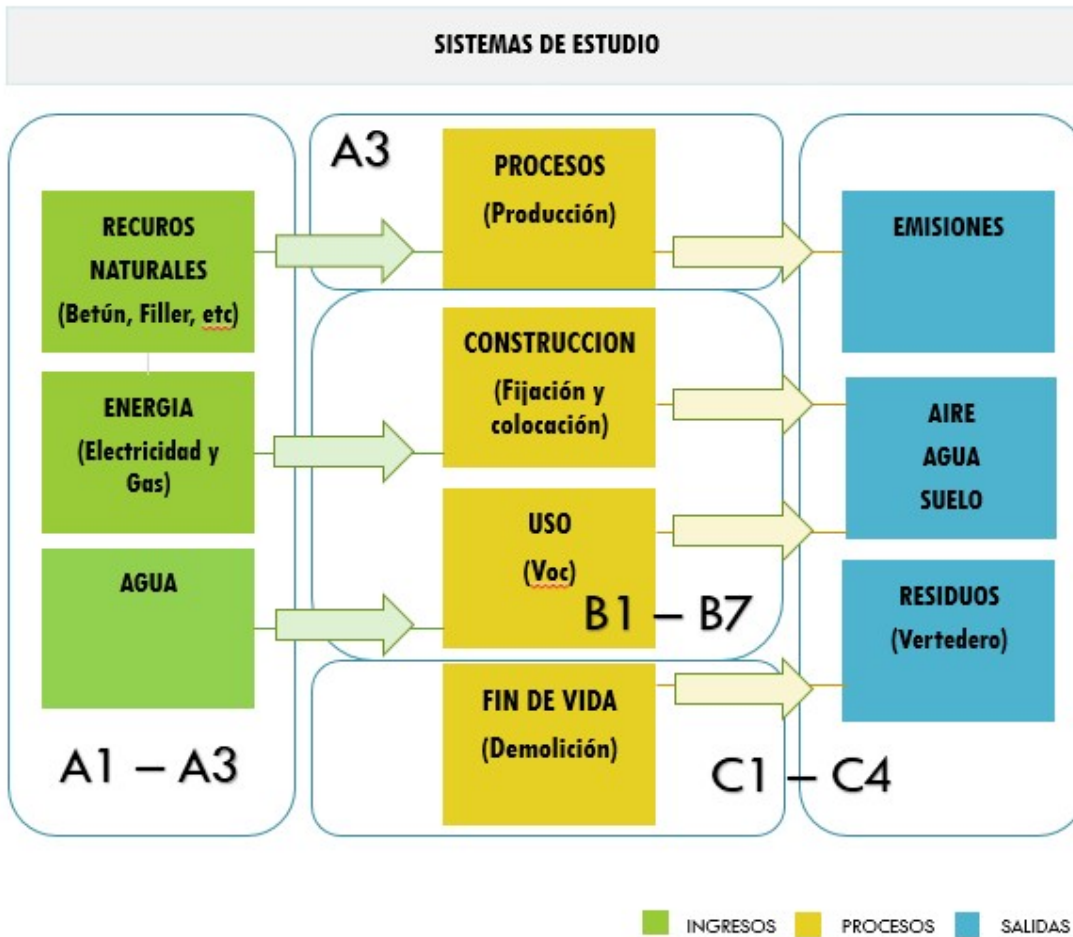 SISTEMAS DE ESTUDIO
RECUROS
NATURALES
(Betún, Filler, etc)
ENERGIA
(Electricidad y
Gas)
AGUA
A1 – A3
A3
PROCESOS
(Producción)
CONSTRUCCION
(Fijación y
colocación)
USO
(Voc)
B1 – B7
FIN DE VIDA
(Demolición)
C1 – C4
EMISIONES
AIRE
AGUA
SUELO
RESIDUOS
(Vertedero)
INGRESOS
PROCESOS
SALIDAS